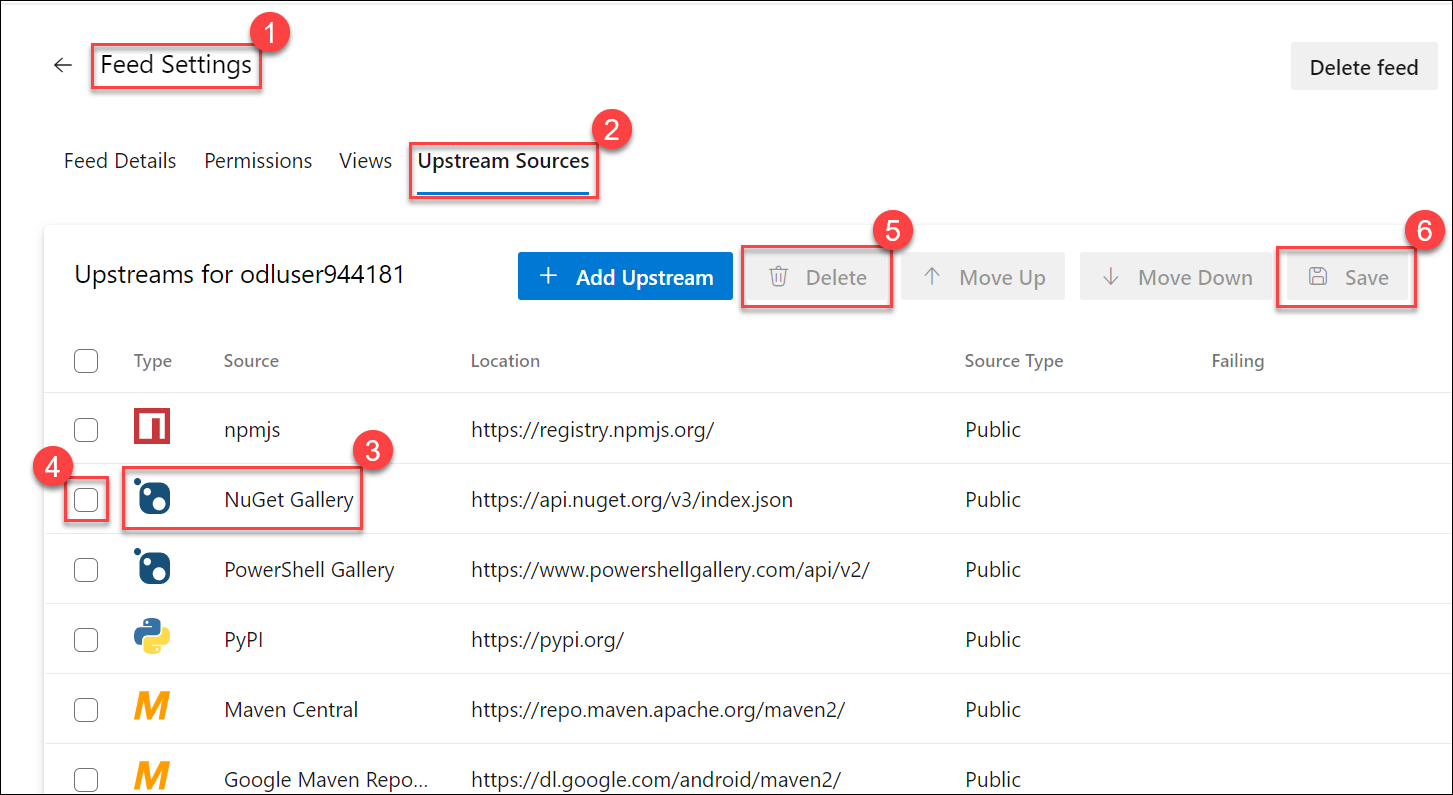 1
Feed Settings
Delete feed
2
Feed Details Permissions Views Upstream Sources
5
6
Upstreams for odluser944181 Add Upstream Delete Move Up Move Down Save
Type Source Location Source Type Failing
npmjs https://registry.npmjs.org/ Public
3
4
NuGet Gallery https://api.nuget.org/v3/index.json Public
PowerShell Gallery https://www.powershellgallery.com/api/v2/ Public
PyPI https://pypi.org/ Public
M Maven Central https://repo.maven.apache.org/maven2/ Public
M Google Maven Repo... https://dl.google.com/android/maven2/ Public